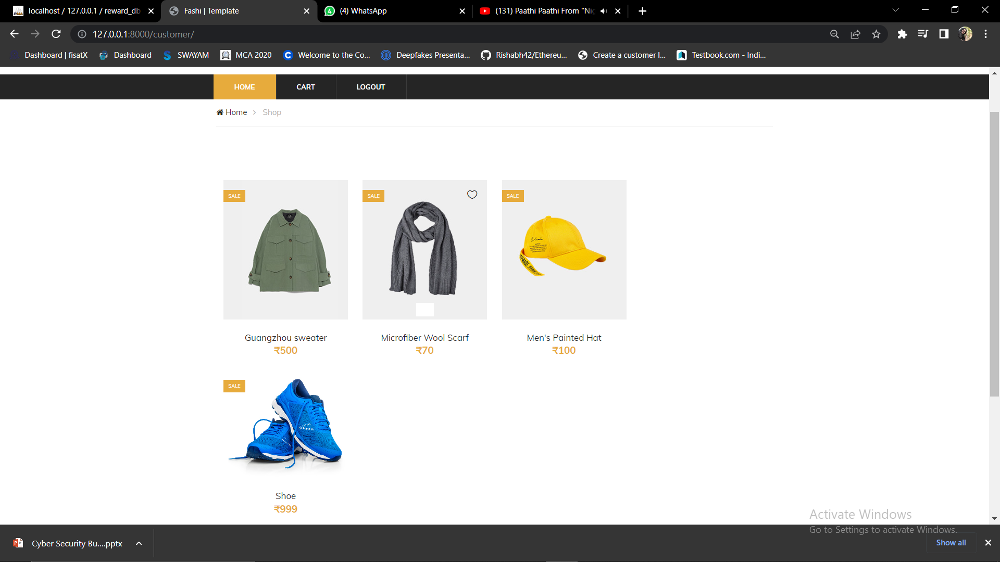 localhost / 127.0.0.1 / reward_db
Fashi | Template
(4) WhatsApp
(131) Paathi Paathi From "Nic
127.0.0.1:8000/customer/
Dashboard | fisatX
Dashboard
SWAYAM
MCA 2020
Welcome to the Co...
Deepfakes Presenta...
Rishabh42/Ethereu...
Create a customer l...
Testbook.com - Indi...
HOME
CART
LOGOUT
Home
Shop
SALE
SALE
SALE
Guangzhou sweater
Microfiber Wool Scarf
Men's Painted Hat
₹500
₹70
₹100
SALE
Shoe
₹999
Activate Windows
Go to Settings to activate Windows.
Cyber Security Bu....pptx
Show all